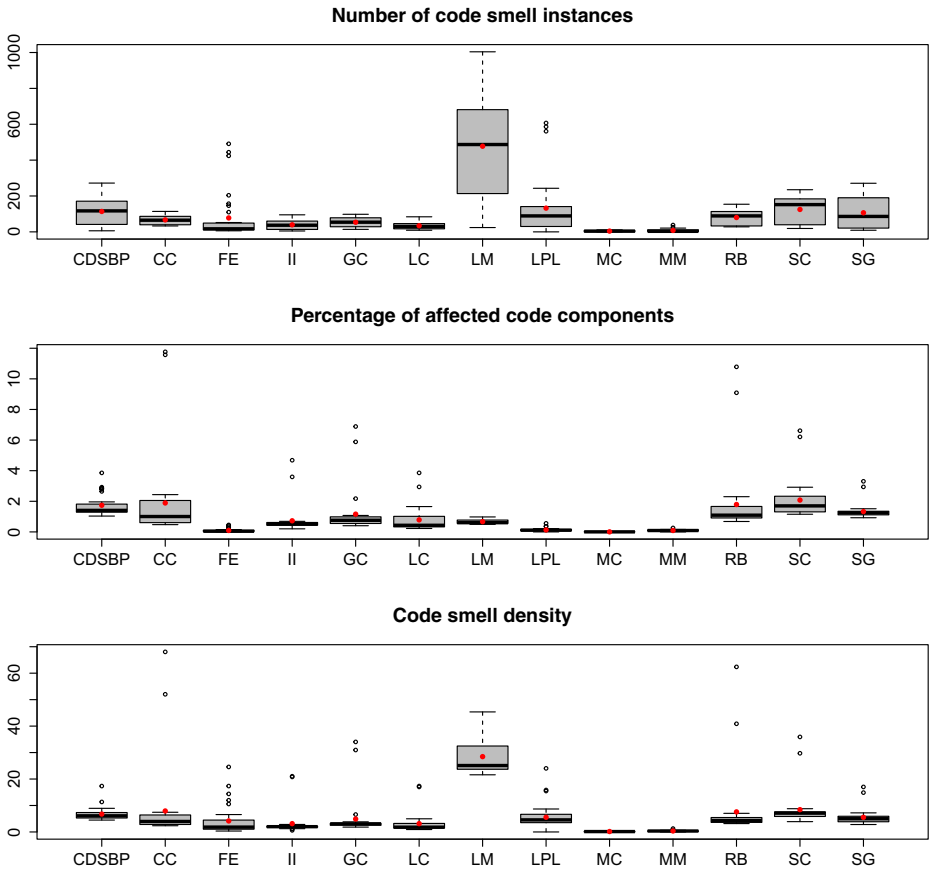 Number of code smell instances
1000
600
200
0
CDSBP CC FE II GC LC LM LPL MC MM RB SC SG
Percentage of affected code components
10
8
6
4
2
0
CDSBP CC FE II GC LC LM LPL MC MM RB SC SG
Code smell density
60
40
20
0
CDSBP CC FE II GC LC LM LPL MC MM RB SC SG